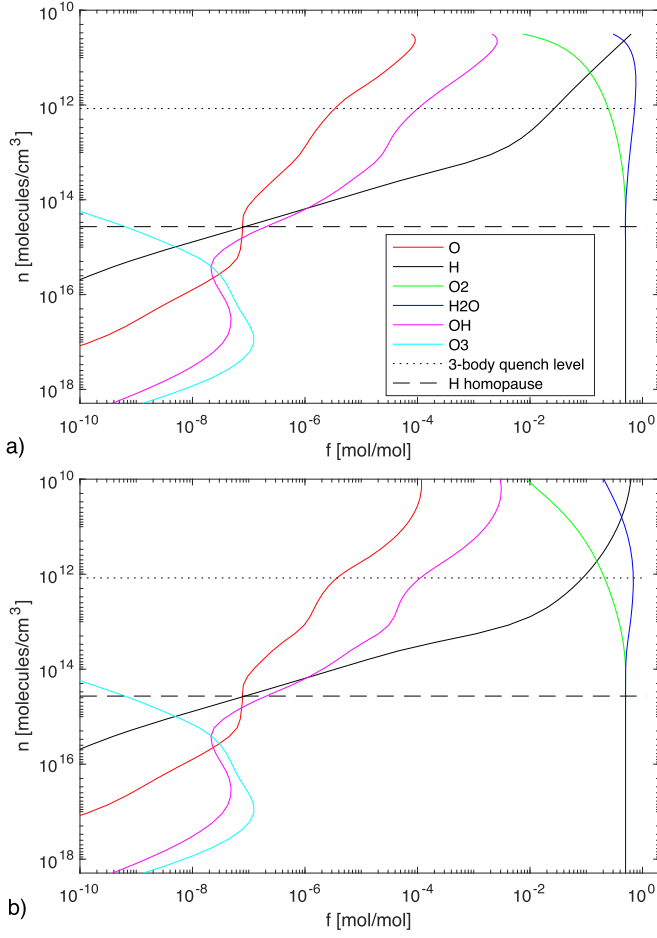 10^10
10^12
10^14
10^16
10^18
n [molecules/cm^3]
O
H
O2
H2O
OH
O3
3-body quench level
H homopause
10^-10
10^-8
10^-6
10^-4
10^-2
10^0
f [mol/mol]
a)
10^10
10^12
10^14
10^16
10^18
n [molecules/cm^3]
10^-10
10^-8
10^-6
10^-4
10^-2
10^0
f [mol/mol]
b)